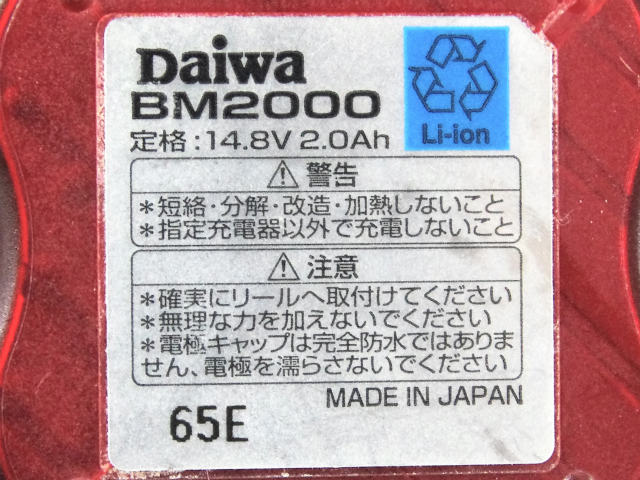 Daiwa
BM2000
定格:14.8V 2.0Ah
Li-ion
警告
*短絡・分解・改造・加熱しないこと
*指定充電器以外で充電しないこと
注意
*確実にリールへ取付けてください
*無理な力を加えないでください
*電極キャップは完全防水ではありま
せん、電極を濡らさないでください
MADE IN JAPAN
65E